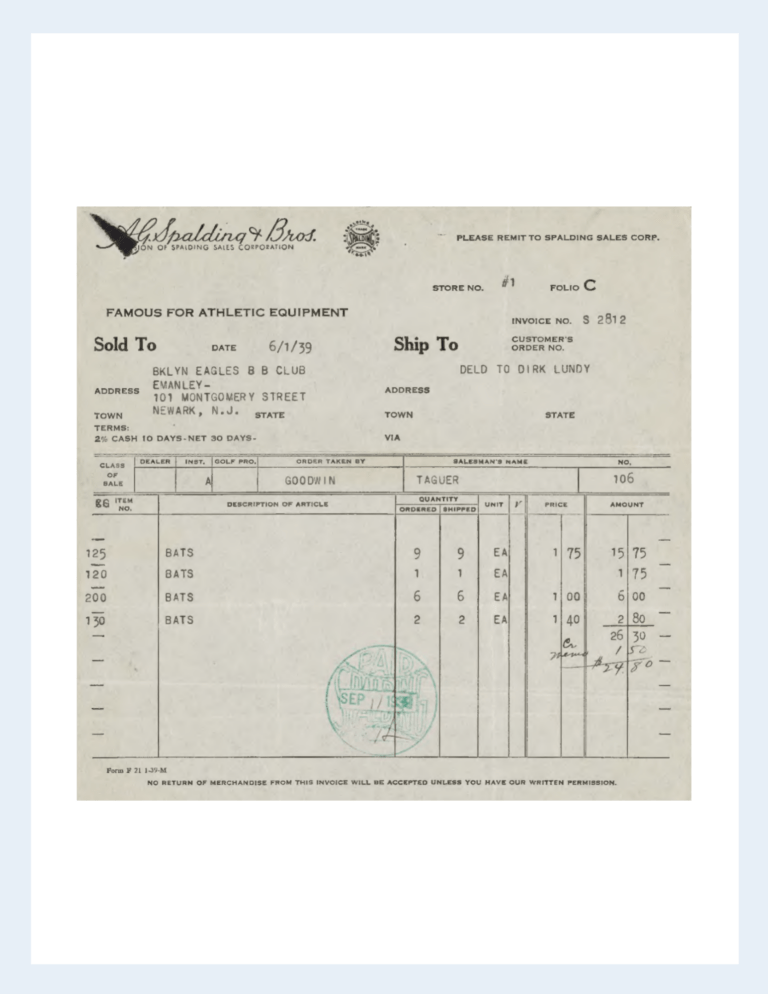 A.G. Spalding & Bros.
ION OF SPALDING SALES CORPORATION
SPALDING
PLEASE REMIT TO SPALDING SALES CORP.
STORE NO. #1 FOLIO C
FAMOUS FOR ATHLETIC EQUIPMENT
INVOICE NO. S 2812
Sold To DATE 6/1/39 Ship To CUSTOMER'S ORDER NO.
BKLYN EAGLES B B CLUB DELD TO DIRK LUNDY
ADDRESS EMANLEY- ADDRESS
101 MONTGOMERY STREET
TOWN NEWARK, N.J. STATE TOWN STATE
TERMS:
2% CASH 10 DAYS-NET 30 DAYS- VIA
CLASS OF SALE DEALER INST. GOLF PRO. ORDER TAKEN BY SALESMAN'S NAME NO.
A GOODWIN TAGUER 106
ITEM NO. DESCRIPTION OF ARTICLE QUANTITY ORDERED SHIPPED UNIT PRICE AMOUNT
125 BATS 9 9 EA 1 75 15 75
120 BATS 1 1 EA 1 75 1 75
200 BATS 6 6 EA 1 00 6 00
130 BATS 2 2 EA 1 40 2 80
26 30
Cr Memo 1 50
$24.80
PAID
SEP 11
Form F 21 1-39-M
NO RETURN OF MERCHANDISE FROM THIS INVOICE WILL BE ACCEPTED UNLESS YOU HAVE OUR WRITTEN PERMISSION.